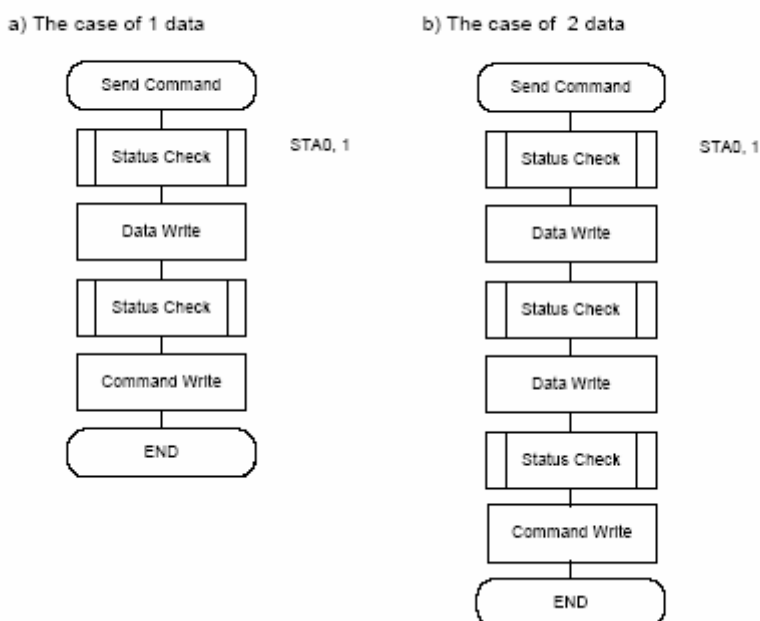 a) The case of 1 data
Send Command
Status Check
STA0, 1
Data Write
Status Check
Command Write
END
b) The case of 2 data
Send Command
Status Check
STA0, 1
Data Write
Status Check
Data Write
Status Check
Command Write
END